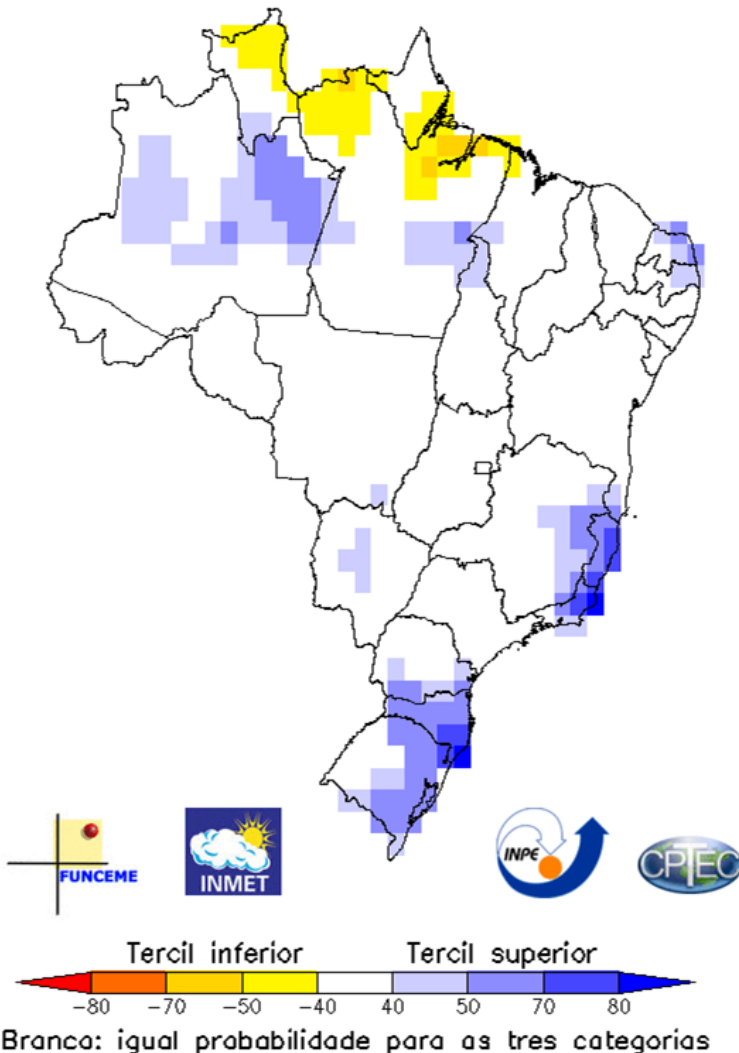 FUNCEME
INMET
INPE
CPTEC
Tercil inferior
Tercil superior
-80 -70 -50 -40 40 50 70 80
Branca: igual probabilidade para as tres categorias